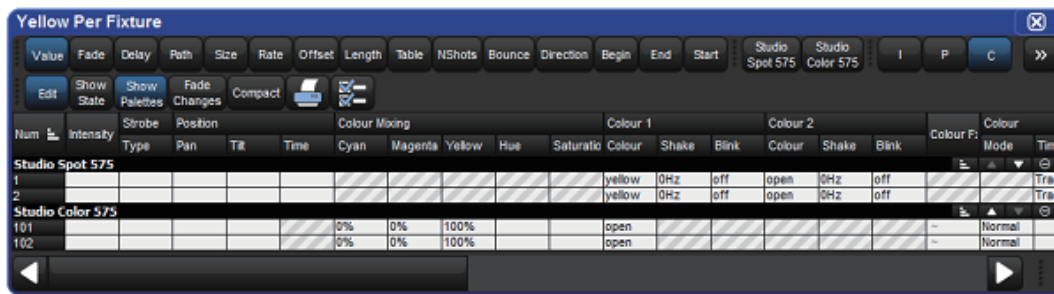 Yellow Per Fixture
Value Fade Delay Path Size Rate Offset Length Table NShots Bounce Direction Begin End Start Studio Spot 575 Studio Color 575 I P C »
Edit Show State Show Palettes Fade Changes Compact
Num Intensity Strobe Position Colour Mixing Colour 1 Colour 2 Colour F: Colour
Type Pan Tilt Time Cyan Magenta Yellow Hue Saturatio Colour Shake Blink Colour Shake Blink Mode Tim
Studio Spot 575
1 yellow 0Hz off open 0Hz off Tra
2 yellow 0Hz off open 0Hz off Tra
Studio Color 575
101 0% 0% 100% open ~ Normal
102 0% 0% 100% open ~ Normal